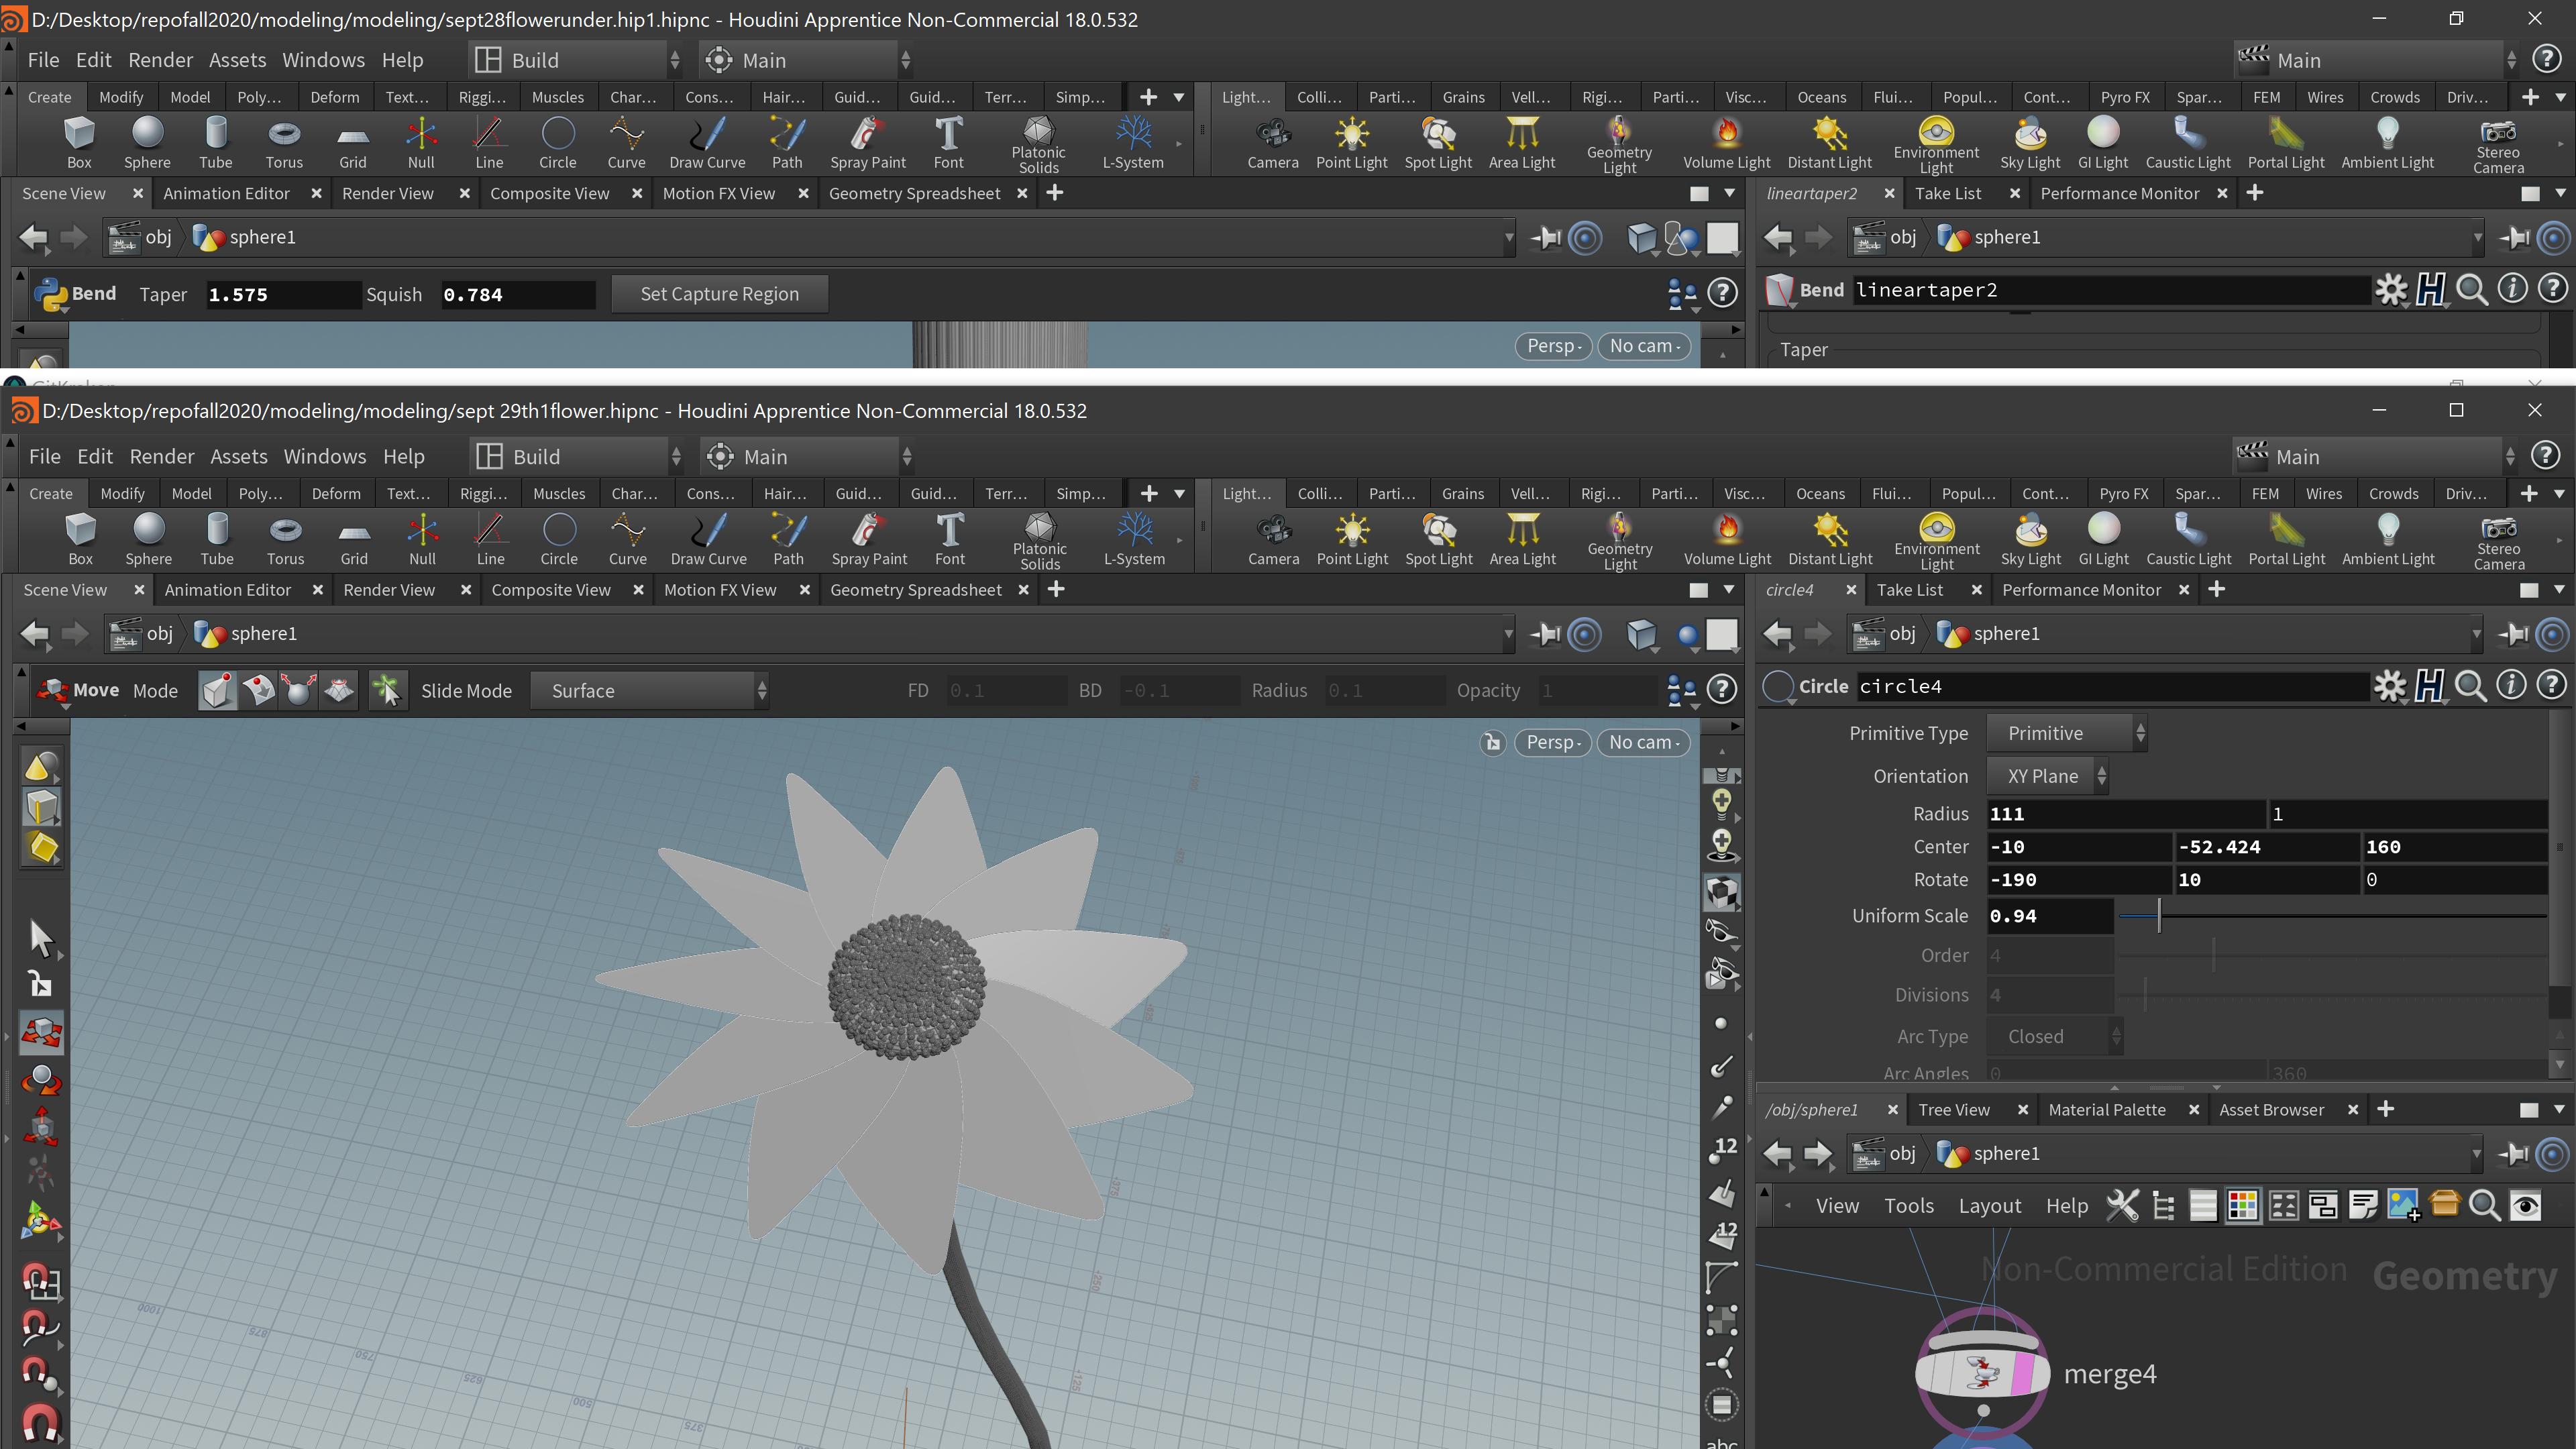 D:/Desktop/repofall2020/modeling/modeling/sept28flowerunder.hip1.hipnc - Houdini Apprentice Non-Commercial 18.0.532
File Edit Render Assets Windows Help Build Main Main
Create Modify Model Poly... Deform Text... Riggi... Muscles Char... Cons... Hair... Guid... Guid... Terr... Simp... Light... Colli... Parti... Grains Vell... Rigi... Parti... Visc... Oceans Flui... Popul... Cont... Pyro FX Spar... FEM Wires Crowds Driv...
Box Sphere Tube Torus Grid Null Line Circle Curve Draw Curve Path Spray Paint Font Platonic Solids L-System Camera Point Light Spot Light Area Light Geometry Light Volume Light Distant Light Environment Light Sky Light GI Light Caustic Light Portal Light Ambient Light Stereo Camera
Scene View Animation Editor Render View Composite View Motion FX View Geometry Spreadsheet lineartaper2 Take List Performance Monitor
obj sphere1 obj sphere1
Bend Taper 1.575 Squish 0.784 Set Capture Region Bend lineartaper2
Persp No cam Taper
D:/Desktop/repofall2020/modeling/modeling/sept 29th1flower.hipnc - Houdini Apprentice Non-Commercial 18.0.532
File Edit Render Assets Windows Help Build Main Main
Create Modify Model Poly... Deform Text... Riggi... Muscles Char... Cons... Hair... Guid... Guid... Terr... Simp... Light... Colli... Parti... Grains Vell... Rigi... Parti... Visc... Oceans Flui... Popul... Cont... Pyro FX Spar... FEM Wires Crowds Driv...
Box Sphere Tube Torus Grid Null Line Circle Curve Draw Curve Path Spray Paint Font Platonic Solids L-System Camera Point Light Spot Light Area Light Geometry Light Volume Light Distant Light Environment Light Sky Light GI Light Caustic Light Portal Light Ambient Light Stereo Camera
Scene View Animation Editor Render View Composite View Motion FX View Geometry Spreadsheet circle4 Take List Performance Monitor
obj sphere1 obj sphere1
Move Mode Slide Mode Surface FD 0.1 BD -0.1 Radius 0.1 Opacity 1 Circle circle4
Persp No cam
Primitive Type Primitive
Orientation XY Plane
Radius 111 1
Center -10 -52.424 160
Rotate -190 10 0
Uniform Scale 0.94
Order 4
Divisions 4
Arc Type Closed
Arc Angles 0 360
/obj/sphere1 Tree View Material Palette Asset Browser
obj sphere1
View Tools Layout Help
Non-Commercial Edition Geometry
merge4
12
12
1000
875
750
625
500
375
-375
-250
-125